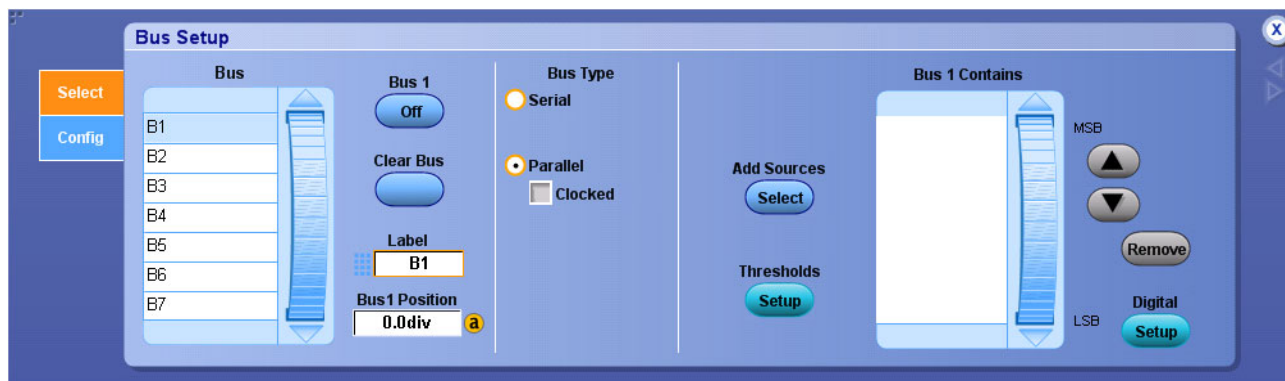 Bus Setup
X
Select
Config
Bus
B1
B2
B3
B4
B5
B6
B7
Bus 1
Off
Clear Bus
Label
B1
Bus1 Position
0.0div
a
Bus Type
Serial
Parallel
Clocked
Add Sources
Select
Thresholds
Setup
Bus 1 Contains
MSB
Remove
LSB
Digital
Setup